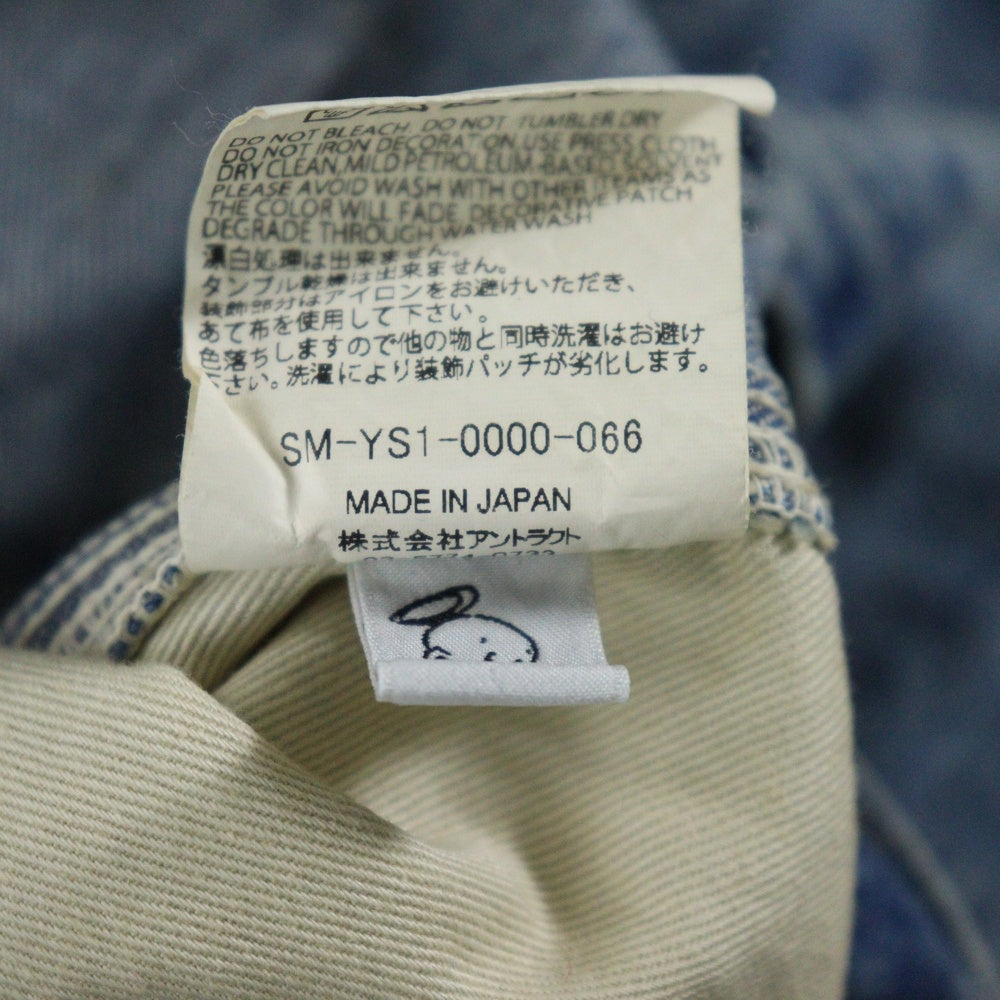 DO NOT BLEACH, DO NOT TUMBLER DRY
DO NOT IRON DECORATION, USE PRESS CLOTH
DRY CLEAN, MILD PETROLEUM-BASED SOLVENT
PLEASE AVOID WASH WITH OTHER ITEAMS AS
THE COLOR WILL FADE, DECORATIVE PATCH
DEGRADE THROUGH WATER WASH
漂白処理は出来ません。
タンブル乾燥は出来ません。
装飾部分はアイロンをお避けいただき、
あて布を使用して下さい。
色落ちしますので他の物と同時洗濯はお避け
下さい。洗濯により装飾パッチが劣化します。
SM-YS1-0000-066
MADE IN JAPAN
株式会社アントラクト